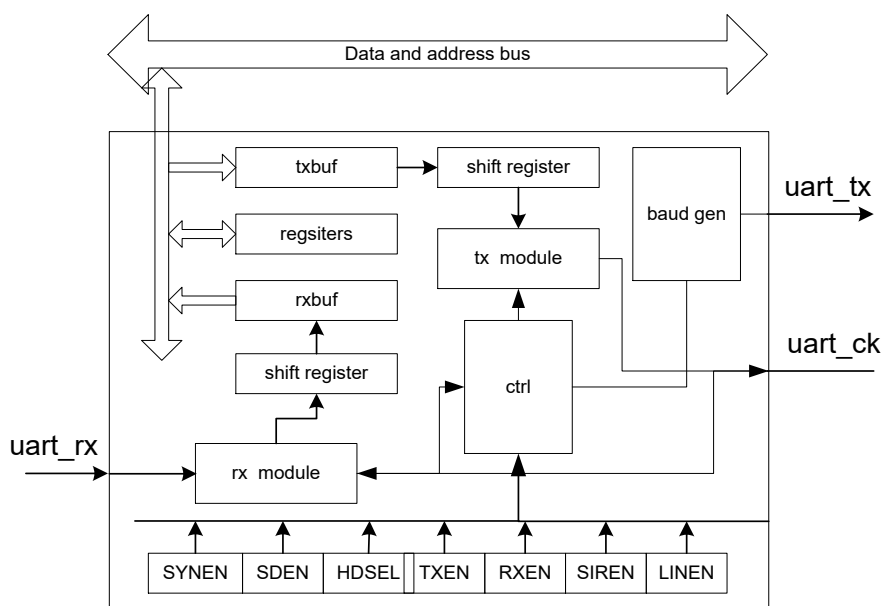 Data and address bus
txbuf
shift register
baud gen
uart_tx
regsiters
tx module
rxbuf
uart_ck
shift register
ctrl
uart_rx
rx module
SYNEN SDEN HDSEL TXEN RXEN SIREN LINEN